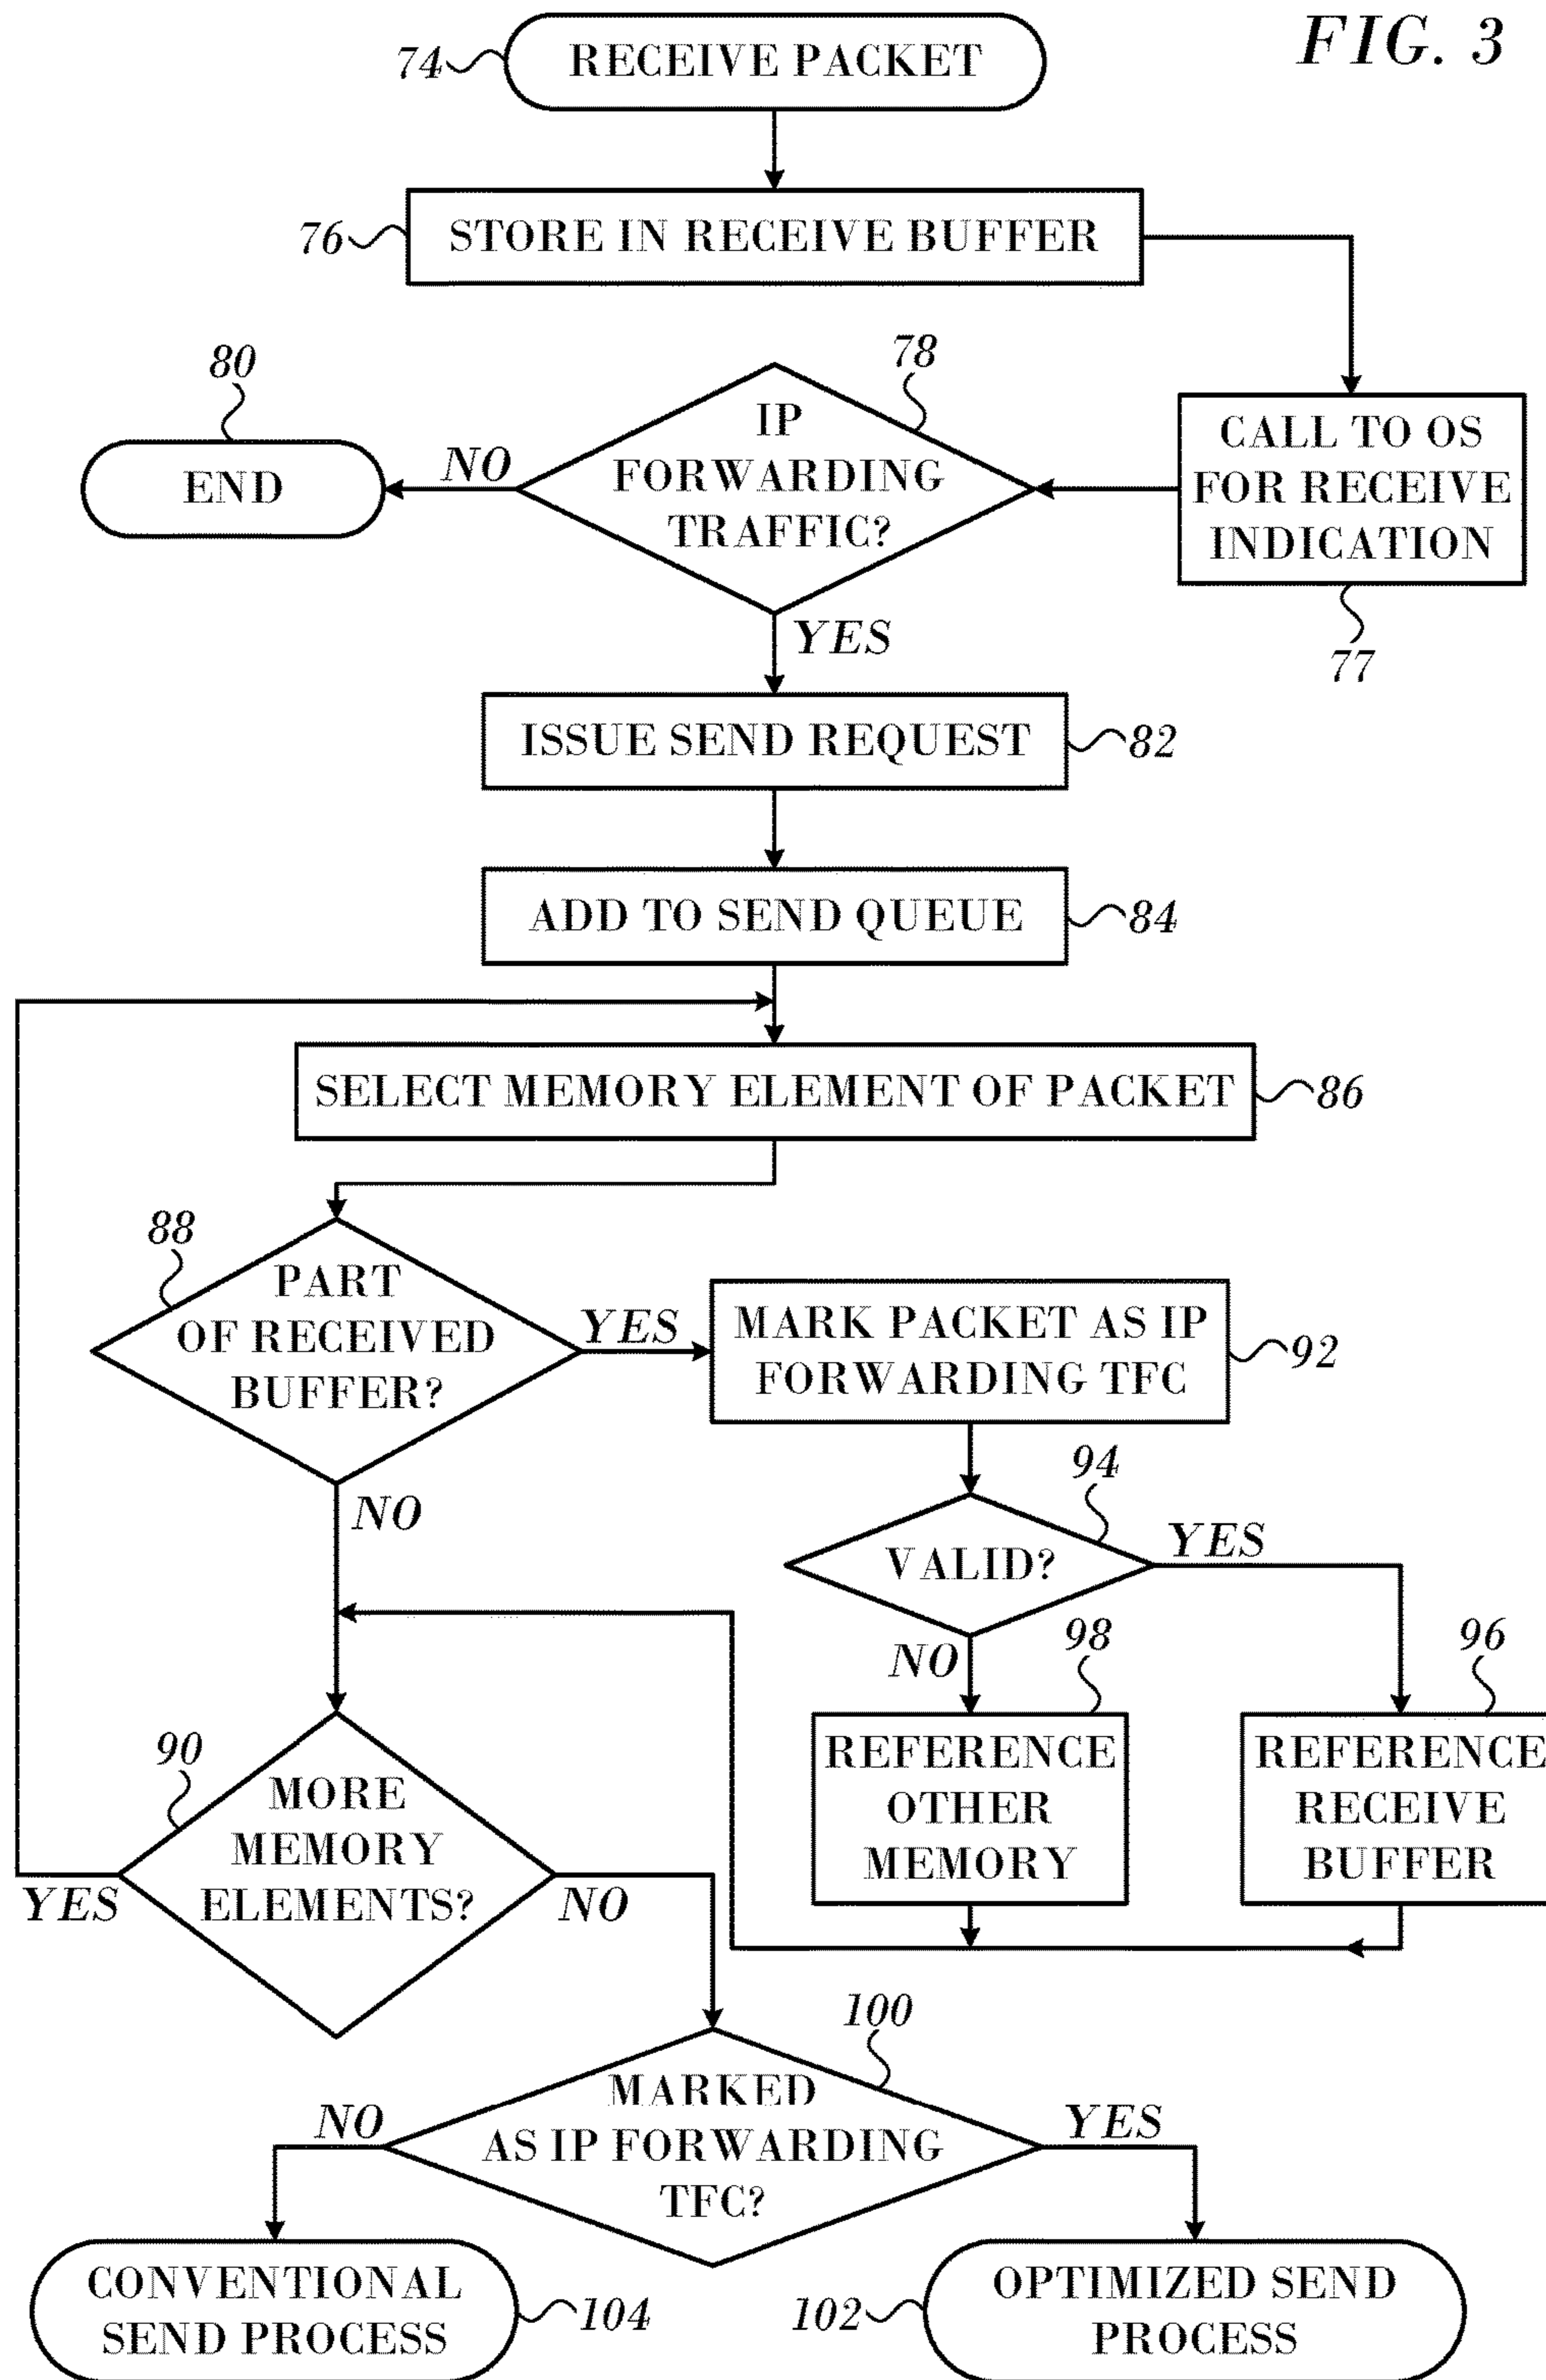 FIG. 3
74
RECEIVE PACKET
76
STORE IN RECEIVE BUFFER
80
78
END
NO
IP
FORWARDING
TRAFFIC?
CALL TO OS
FOR RECEIVE
INDICATION
YES
77
ISSUE SEND REQUEST
82
ADD TO SEND QUEUE
84
SELECT MEMORY ELEMENT OF PACKET
86
88
PART
OF RECEIVED
BUFFER?
YES
MARK PACKET AS IP
FORWARDING TFC
92
NO
94
VALID?
YES
NO
98
96
90
MORE
MEMORY
ELEMENTS?
YES
NO
REFERENCE
OTHER
MEMORY
REFERENCE
RECEIVE
BUFFER
100
MARKED
AS IP FORWARDING
TFC?
NO
YES
CONVENTIONAL
SEND PROCESS
104
102
OPTIMIZED SEND
PROCESS